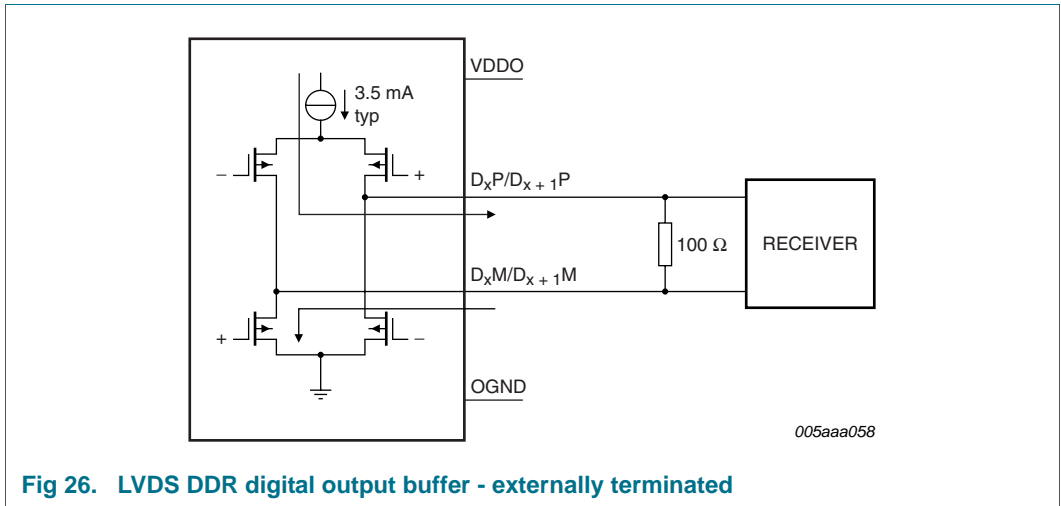 VDDO
3.5 mA
typ
−
+
DxP/Dx + 1P
100 Ω
RECEIVER
DxM/Dx + 1M
+
−
OGND
005aaa058
Fig 26. LVDS DDR digital output buffer - externally terminated